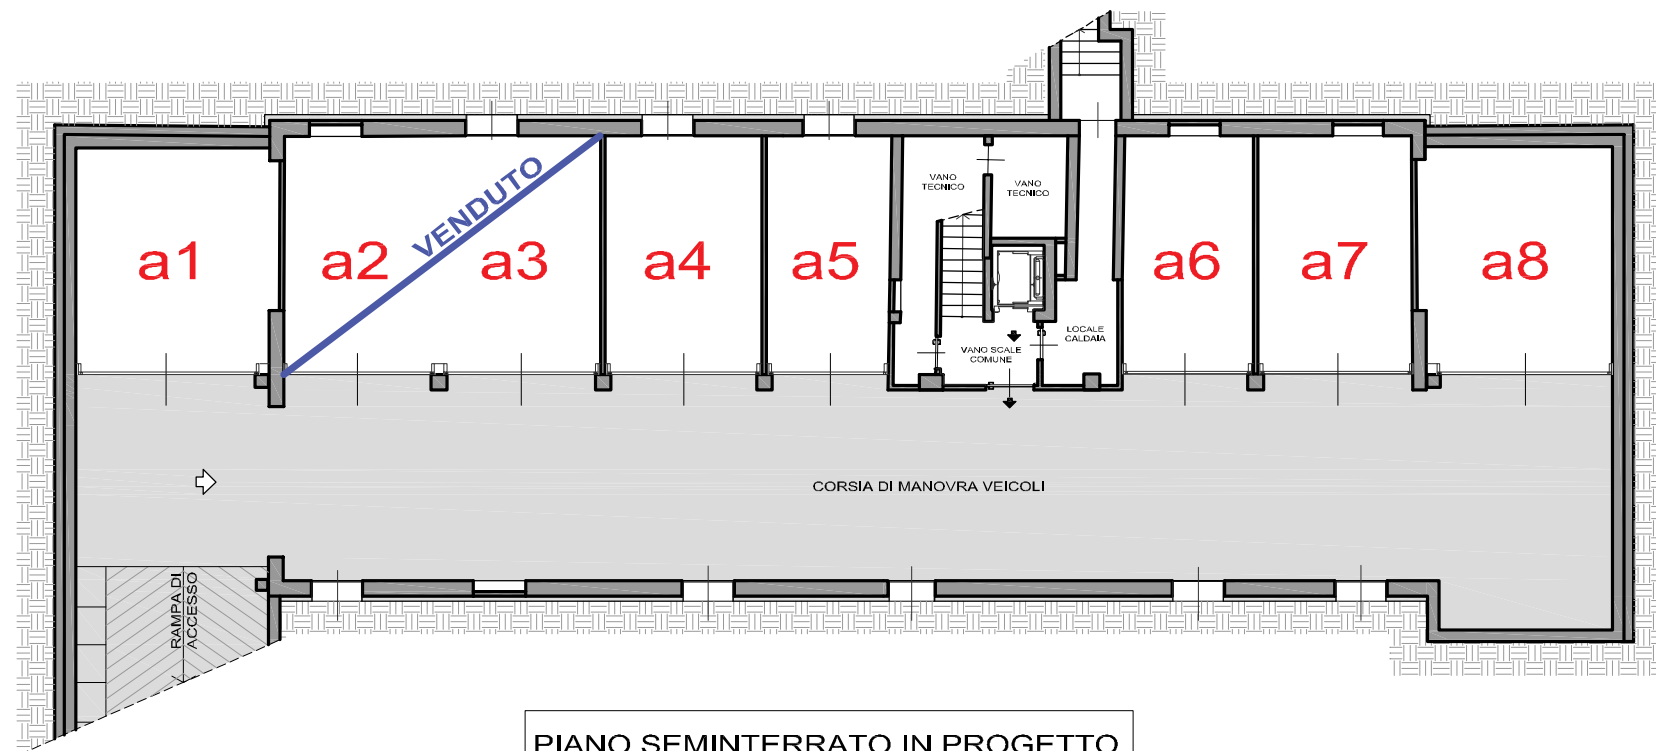 VANO
TECNICO
VANO
TECNICO
VENDUTO
a1
a2
a3
a4
a5
a6
a7
a8
LOCALE
CALDAIA
VANO SCALE
COMUNE
CORSIA DI MANOVRA VEICOLI
RAMPA DI
ACCESSO
PIANO SEMINTERRATO IN PROGETTO